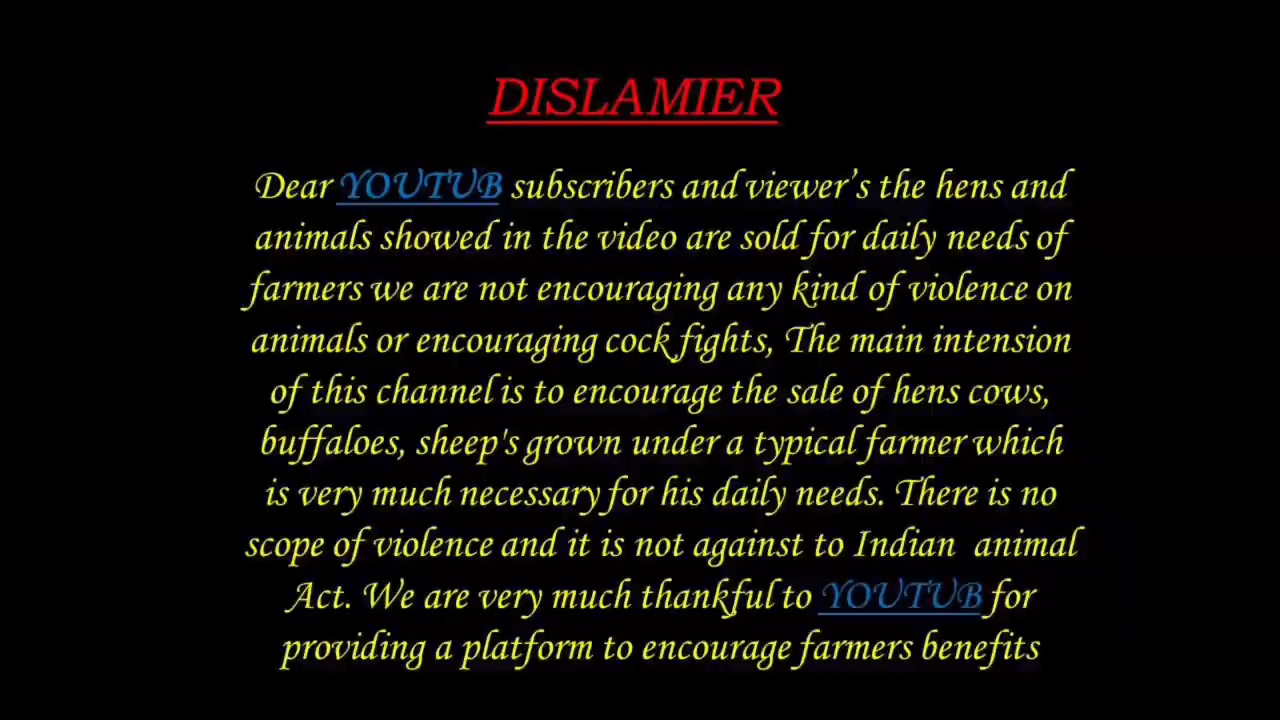 DISLAMIER
Dear YOUTUB subscribers and viewer’s the hens and
animals showed in the video are sold for daily needs of
farmers we are not encouraging any kind of violence on
animals or encouraging cock fights, The main intension
of this channel is to encourage the sale of hens cows,
buffaloes, sheep's grown under a typical farmer which
is very much necessary for his daily needs. There is no
scope of violence and it is not against to Indian  animal
Act. We are very much thankful to YOUTUB for
providing a platform to encourage farmers benefits